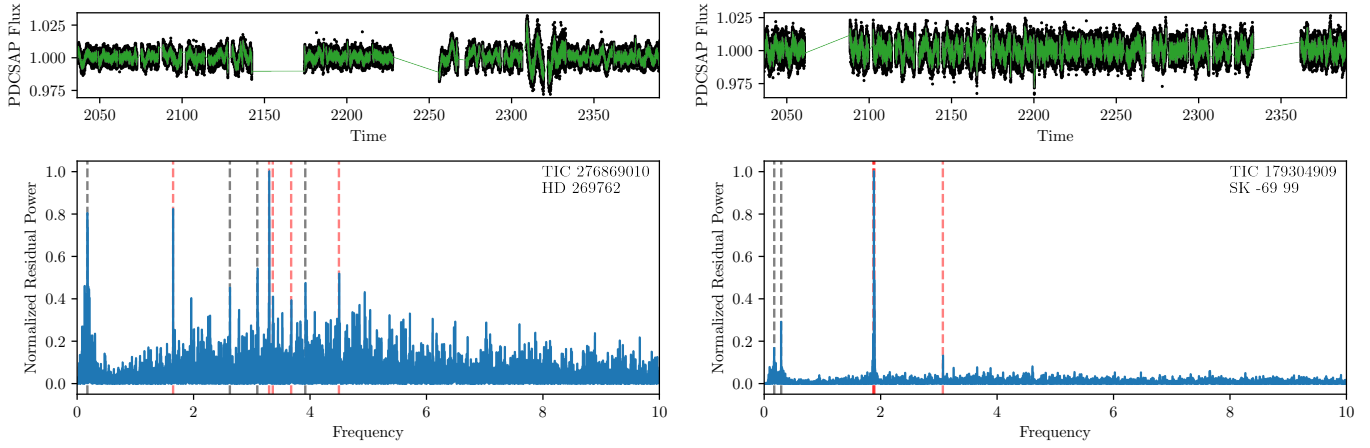 PDCSAP Flux
1.025
1.000
0.975
2050 2100 2150 2200 2250 2300 2350
Time
Normalized Residual Power
1.0
0.8
0.6
0.4
0.2
0.0
TIC 276869010
HD 269762
0 2 4 6 8 10
Frequency
PDCSAP Flux
1.025
1.000
0.975
2050 2100 2150 2200 2250 2300 2350
Time
Normalized Residual Power
1.0
0.8
0.6
0.4
0.2
0.0
TIC 179304909
SK -69 99
0 2 4 6 8 10
Frequency